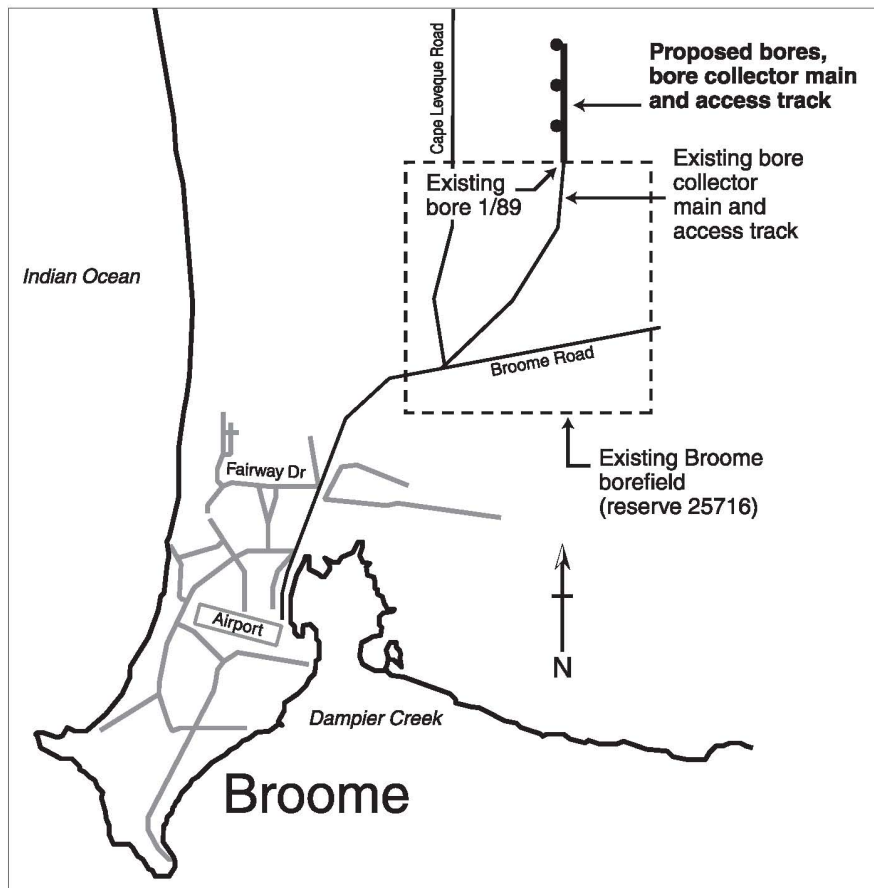 Cape Leveque Road
Proposed bores,
bore collector main
and access track
Existing
bore 1/89
Existing bore
collector
main and
access track
Indian Ocean
Broome Road
Fairway Dr
Existing Broome
borefield
(reserve 25716)
Airport
N
Dampier Creek
Broome